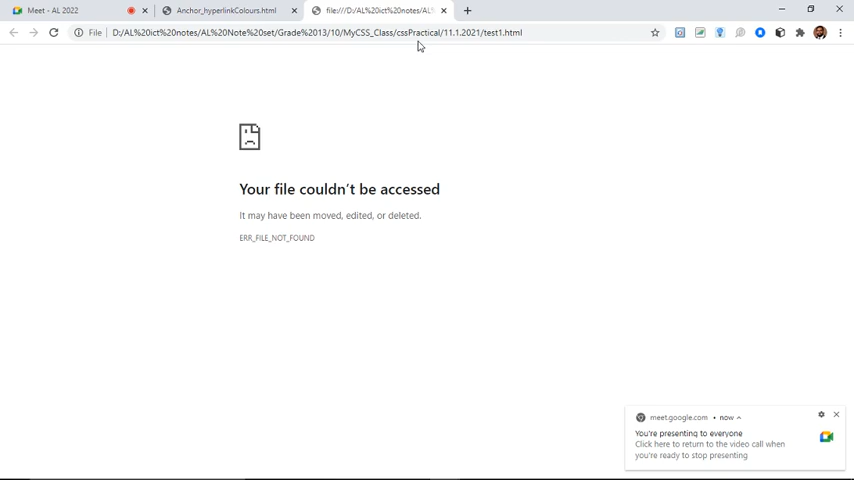 Meet - AL 2022
Anchor_hyperlinkColours.html
file:///D:/AL%20ict%20notes/AL%
File
D:/AL%20ict%20notes/AL%20Note%20set/Grade%2013/10/MyCSS_Class/cssPractical/11.1.2021/test1.html
Your file couldn't be accessed
It may have been moved, edited, or deleted.
ERR_FILE_NOT_FOUND
meet.google.com • now
You're presenting to everyone
Click here to return to the video call when
you're ready to stop presenting